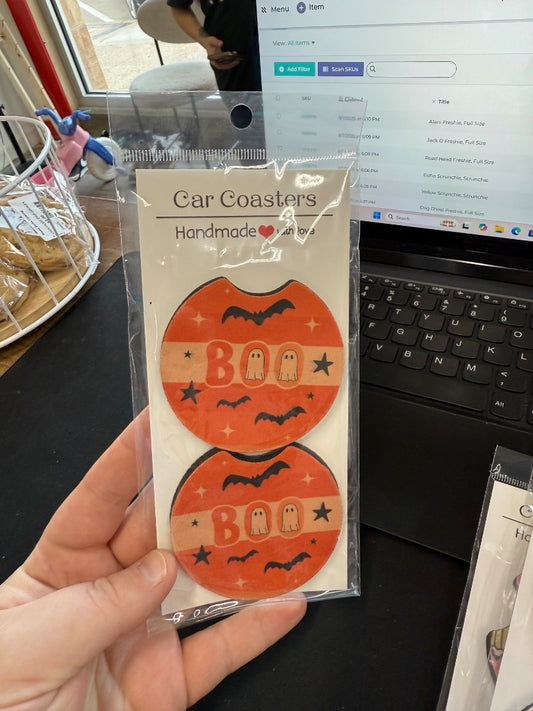 Menu + Item
View: All Items
Add Filter
Scan SKUs
SKU
Title
Alani Freshie, Full Size
Jack O Freshie, Full Size
Road Head Freshie, Full Size
Scrunchie, Scrunchie
Yellow Scrunchie, Scrunchie
Dog Ghost Freshie, Full Size
Search
Car Coasters
Handmade with love
BOO
BOO